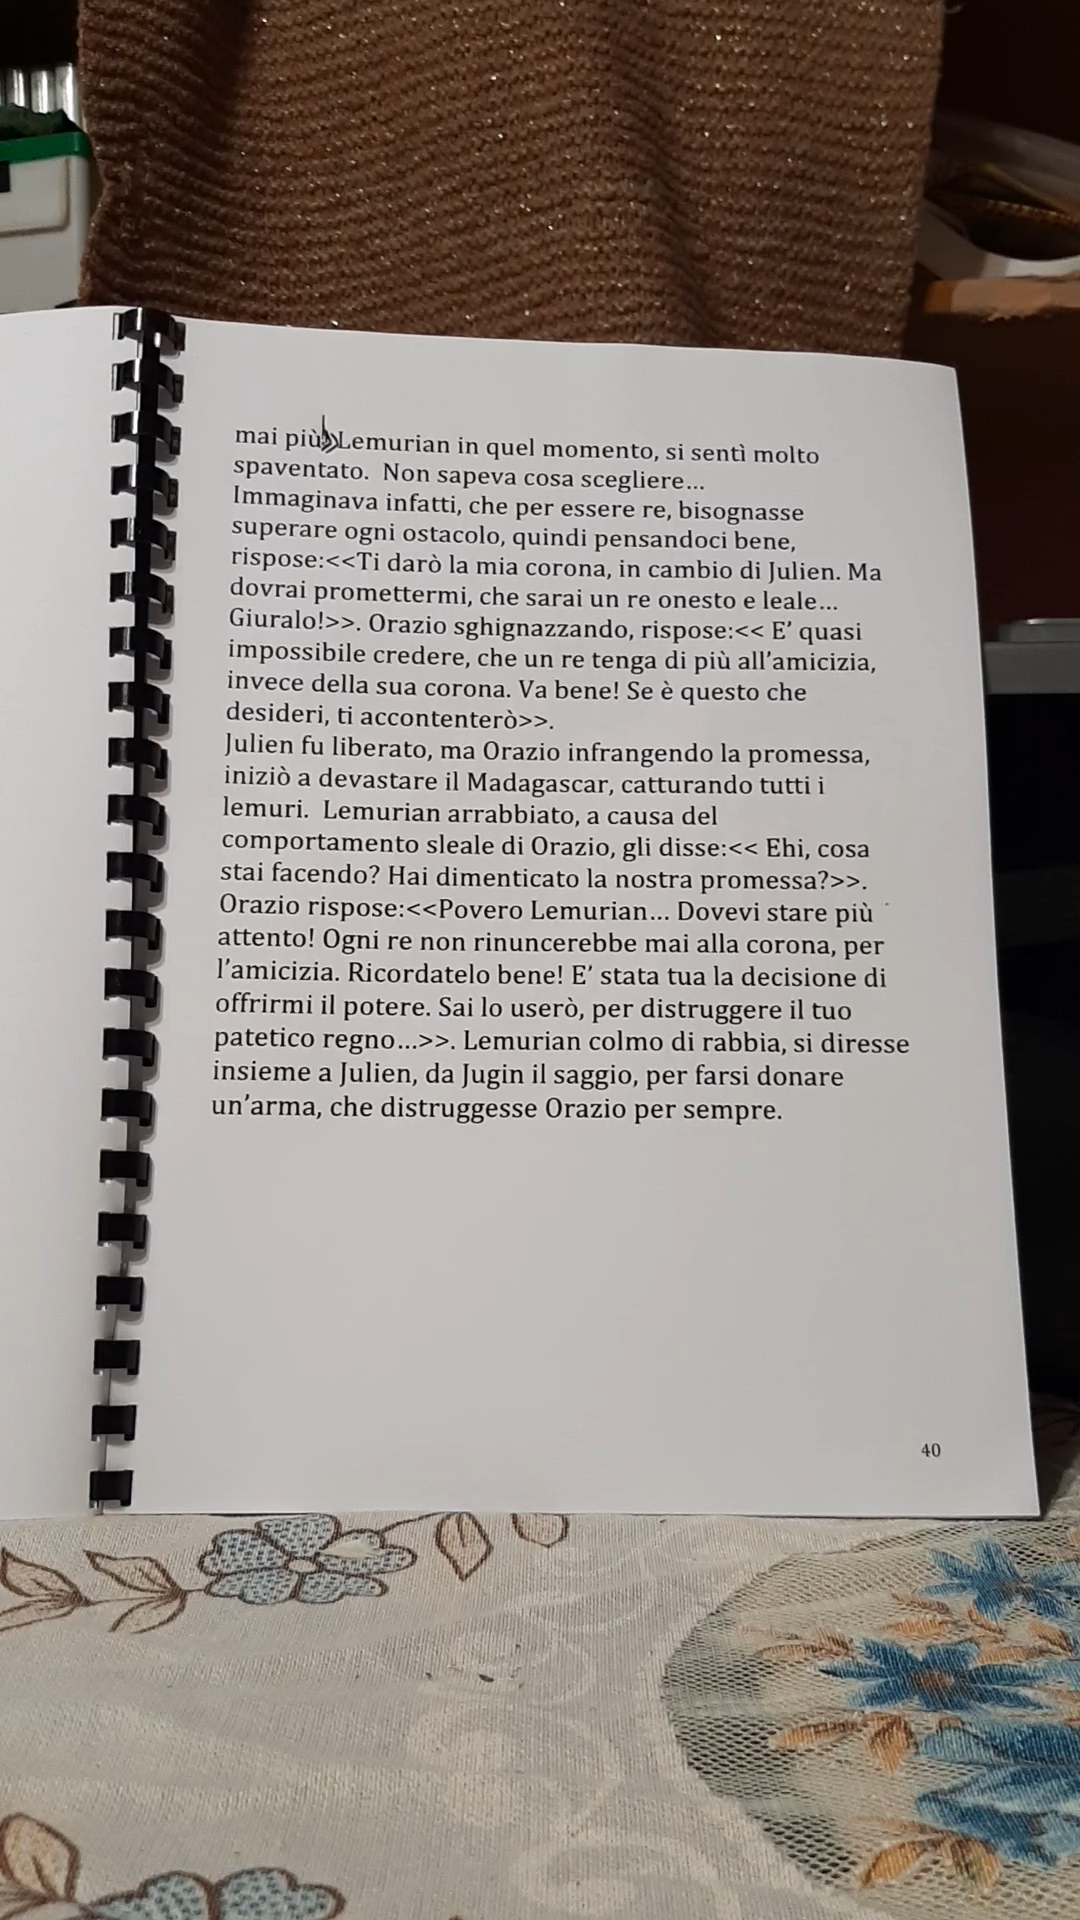 mai più>> Lemurian in quel momento, si sentì molto
spaventato.  Non sapeva cosa scegliere...
Immaginava infatti, che per essere re, bisognasse
superare ogni ostacolo, quindi pensandoci bene,
rispose:<<Ti darò la mia corona, in cambio di Julien. Ma
dovrai promettermi, che sarai un re onesto e leale...
Giuralo!>>. Orazio sghignazzando, rispose:<< E' quasi
impossibile credere, che un re tenga di più all'amicizia,
invece della sua corona. Va bene! Se è questo che
desideri, ti accontenterò>>.
Julien fu liberato, ma Orazio infrangendo la promessa,
iniziò a devastare il Madagascar, catturando tutti i
lemuri.  Lemurian arrabbiato, a causa del
comportamento sleale di Orazio, gli disse:<< Ehi, cosa
stai facendo? Hai dimenticato la nostra promessa?>>.
Orazio rispose:<<Povero Lemurian... Dovevi stare più
attento! Ogni re non rinuncerebbe mai alla corona, per
l'amicizia. Ricordatelo bene! E' stata tua la decisione di
offrirmi il potere. Sai lo userò, per distruggere il tuo
patetico regno...>>. Lemurian colmo di rabbia, si diresse
insieme a Julien, da Jugin il saggio, per farsi donare
un'arma, che distruggesse Orazio per sempre.
40